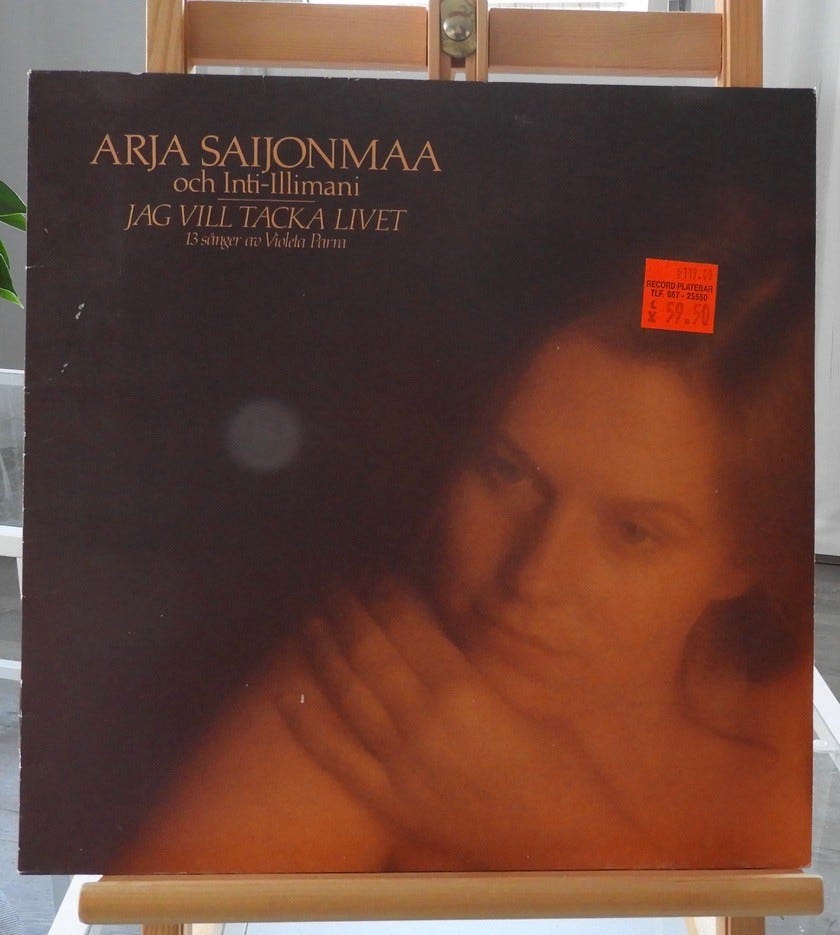 ARJA SAIJONMAA
och Inti-Illimani
JAG VILL TACKA LIVET
13 sånger av Violeta Parra
RECORD PLATEBAR
TLF. 067 - 25550
59.50